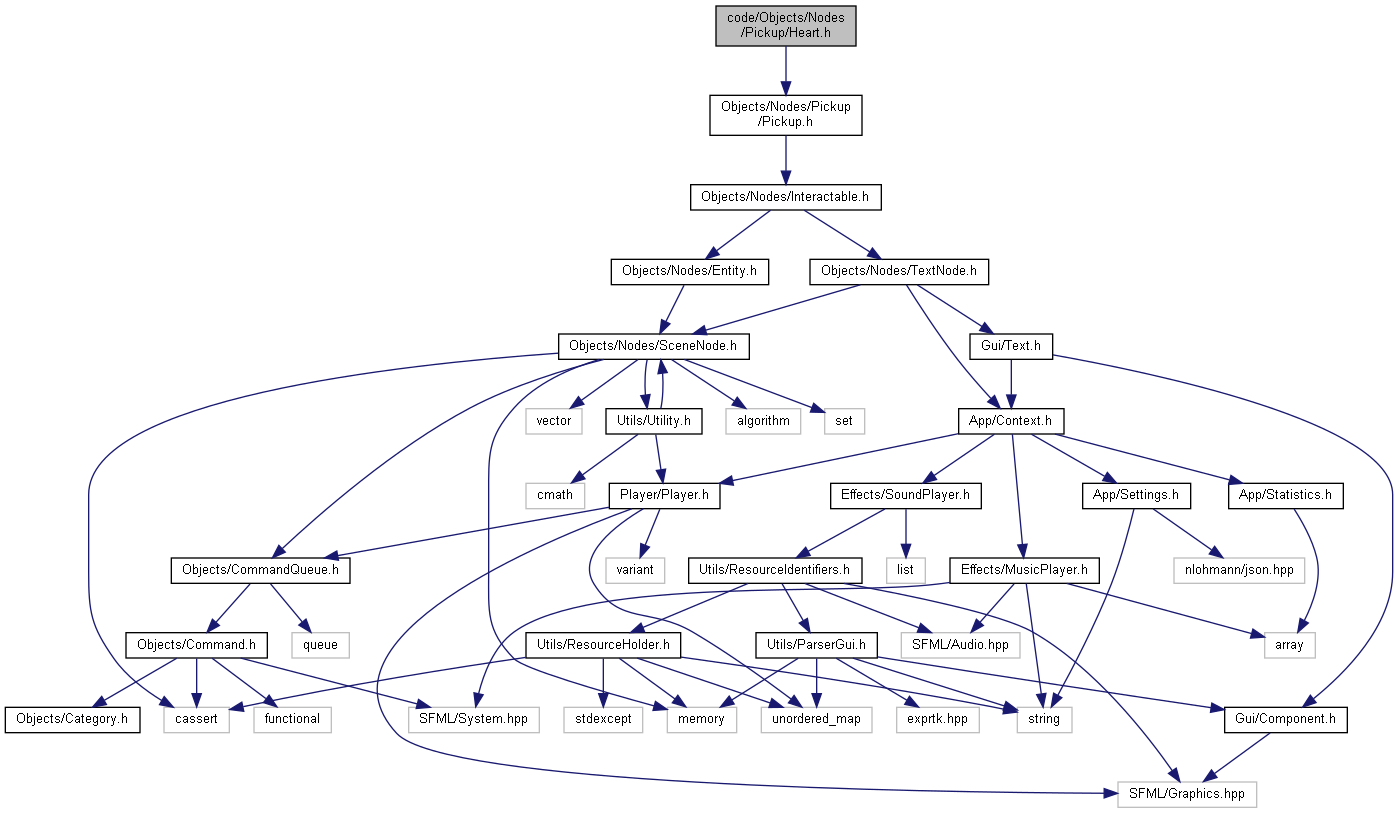 code/Objects/Nodes
/Pickup/Heart.h
Objects/Nodes/Pickup
/Pickup.h
Objects/Nodes/Interactable.h
Objects/Nodes/Entity.h
Objects/Nodes/TextNode.h
Objects/Nodes/SceneNode.h
Gui/Text.h
vector
Utils/Utility.h
algorithm
set
App/Context.h
cmath
Player/Player.h
Effects/SoundPlayer.h
App/Settings.h
App/Statistics.h
Objects/CommandQueue.h
variant
Utils/ResourceIdentifiers.h
list
Effects/MusicPlayer.h
nlohmann/json.hpp
Objects/Command.h
queue
Utils/ResourceHolder.h
Utils/ParserGui.h
SFML/Audio.hpp
array
Objects/Category.h
cassert
functional
SFML/System.hpp
stdexcept
memory
unordered_map
exprtk.hpp
string
Gui/Component.h
SFML/Graphics.hpp